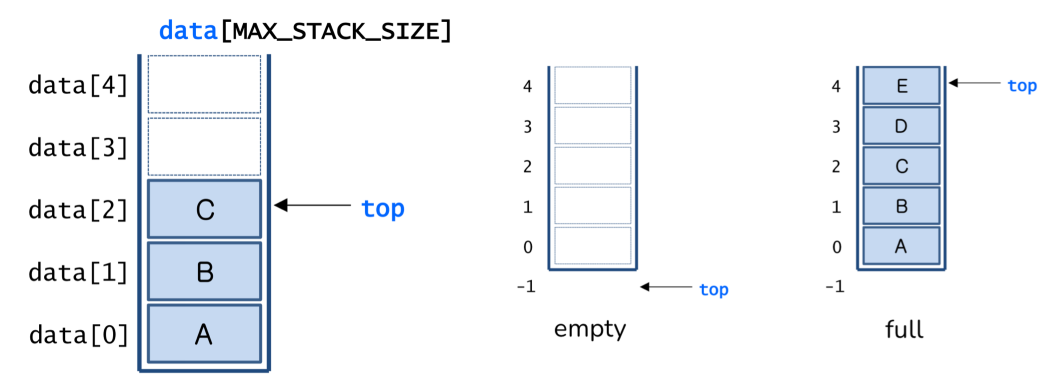 data[MAX_STACK_SIZE]
data[4]
data[3]
data[2] C top
data[1] B
data[0] A
4
3
2
1
0
-1 top
empty
4 E top
3 D
2 C
1 B
0 A
-1
full